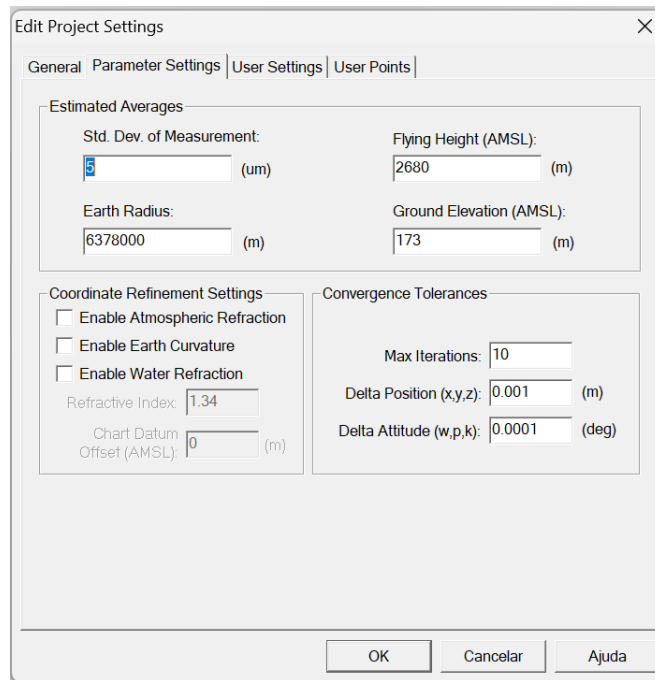 Edit Project Settings
General Parameter Settings User Settings User Points
Estimated Averages
Std. Dev. of Measurement:
5 (um)
Flying Height (AMSL):
2680 (m)
Earth Radius:
6378000 (m)
Ground Elevation (AMSL):
173 (m)
Coordinate Refinement Settings
Enable Atmospheric Refraction
Enable Earth Curvature
Enable Water Refraction
Refractive Index: 1.34
Chart Datum
Offset (AMSL): 0 (m)
Convergence Tolerances
Max Iterations: 10
Delta Position (x,y,z): 0.001 (m)
Delta Attitude (w,p,k): 0.0001 (deg)
OK Cancelar Ajuda